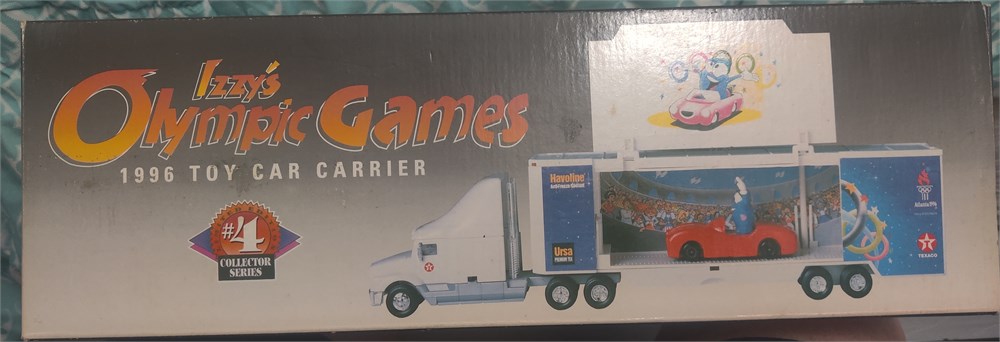 Izzy's
Olympic Games
1996 TOY CAR CARRIER
#4
COLLECTOR
SERIES
Havoline
Ursa
Atlanta 1996
TEXACO